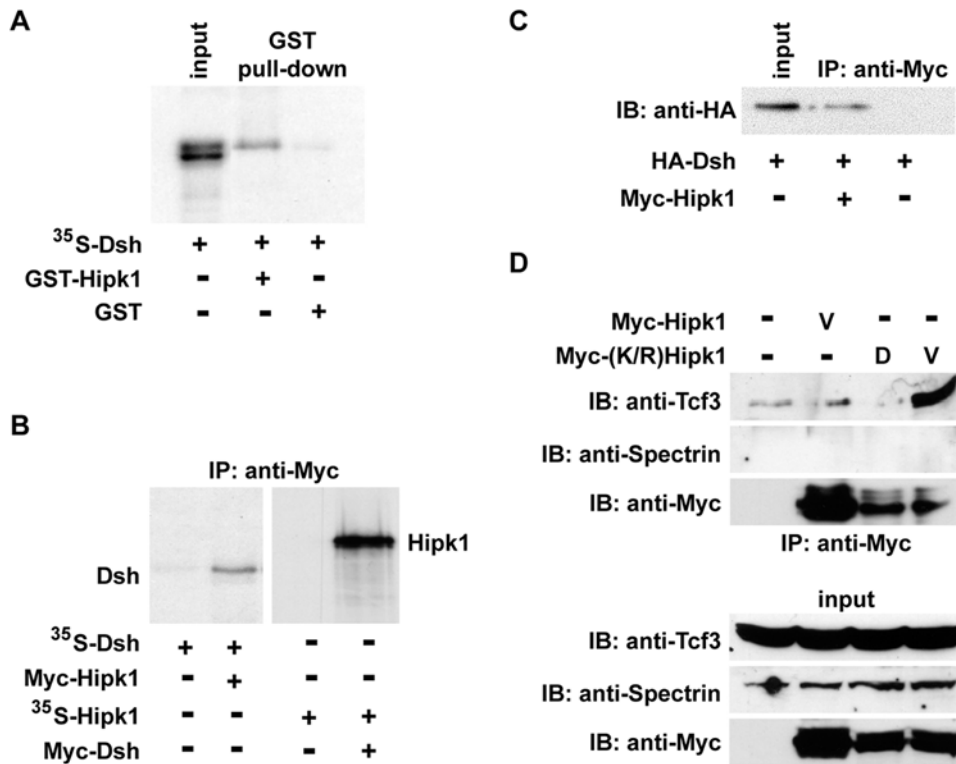 A
input
GST
pull-down
35S-Dsh + + +
GST-Hipk1 - + -
GST - - +
B
IP: anti-Myc
Dsh
Hipk1
35S-Dsh + + - -
Myc-Hipk1 - + - -
35S-Hipk1 - - + +
Myc-Dsh - - - +
C
input
IP: anti-Myc
IB: anti-HA
HA-Dsh + + +
Myc-Hipk1 - + -
D
Myc-Hipk1 - V - -
Myc-(K/R)Hipk1 - - D V
IB: anti-Tcf3
IB: anti-Spectrin
IB: anti-Myc
IP: anti-Myc
input
IB: anti-Tcf3
IB: anti-Spectrin
IB: anti-Myc